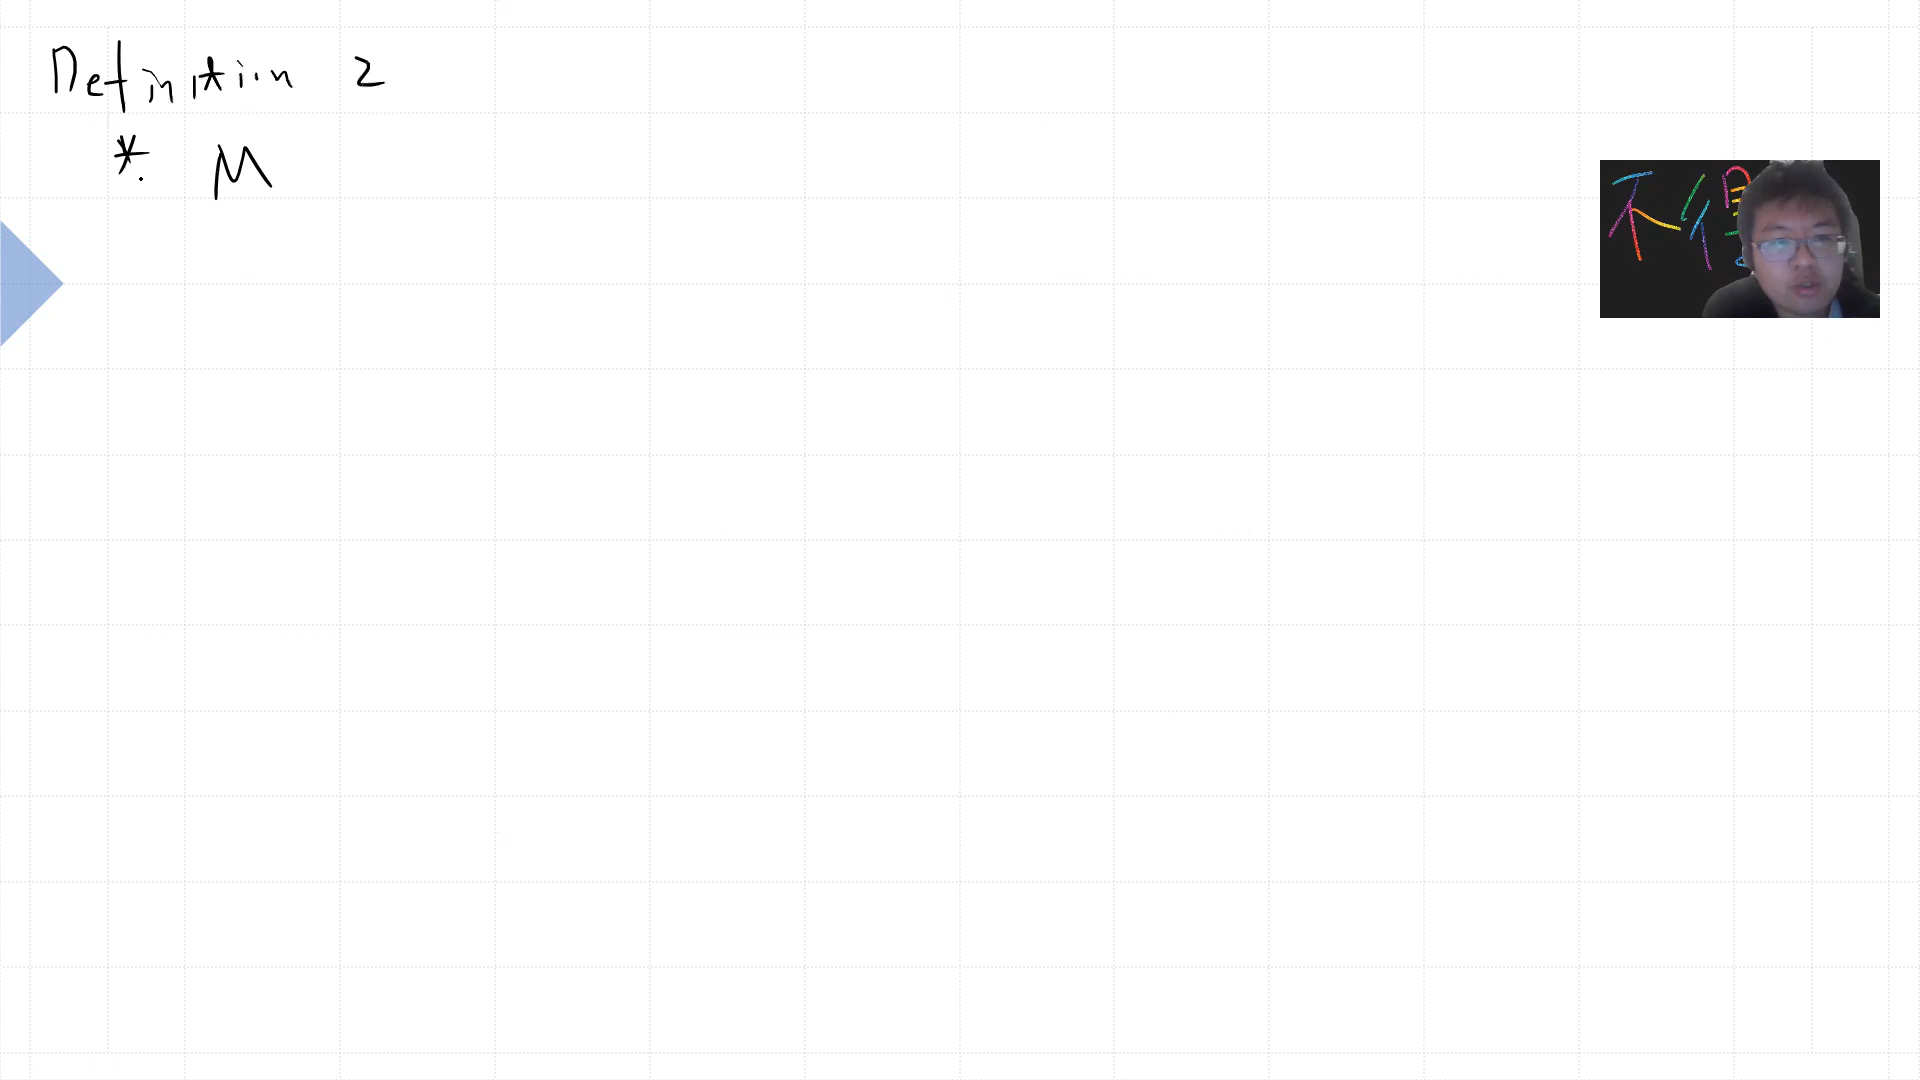 Definition 2
* M
不